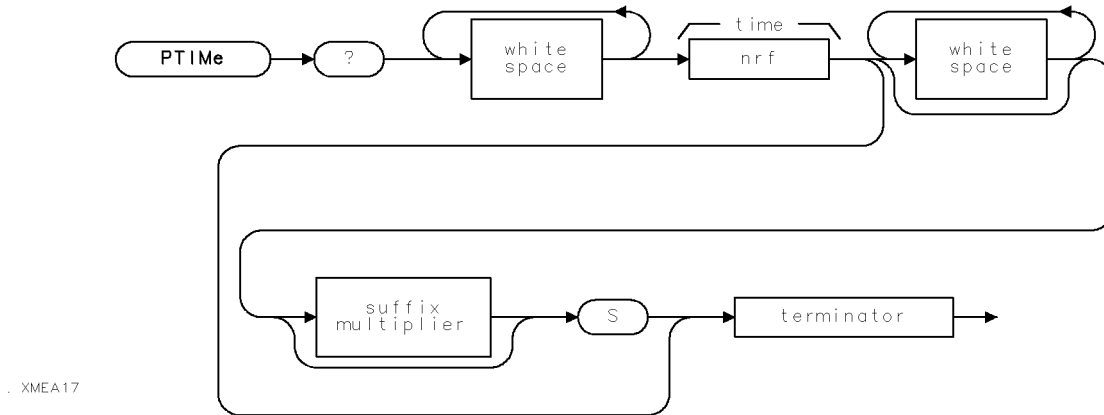 time
PTIMe
?
white
space
nrf
white
space
suffix
multiplier
S
terminator
. XMEA17